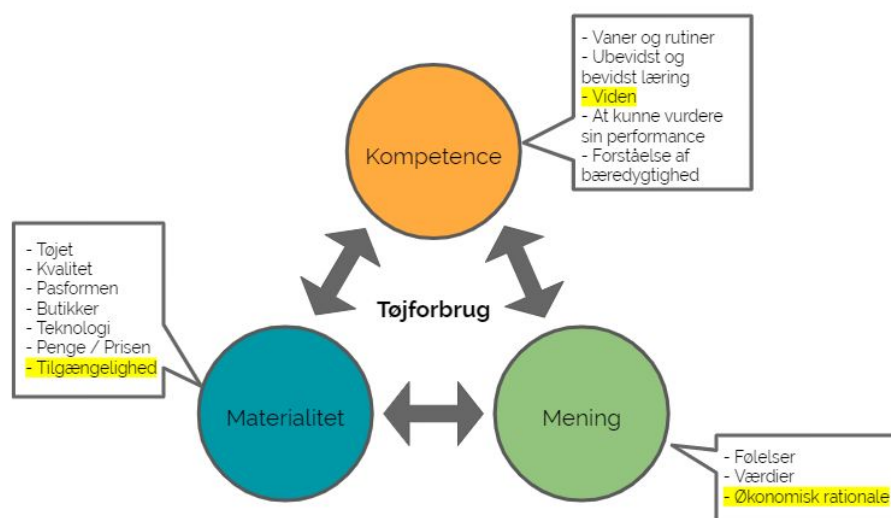 - Vaner og rutiner
- Ubevidst og
bevidst læring
- Viden
- At kunne vurdere
sin performance
- Forståelse af
bæredygtighed
Kompetence
- Tøjet
- Kvalitet
- Pasformen
- Butikker
- Teknologi
- Penge / Prisen
- Tilgængelighed
Tøjforbrug
Materialitet
Mening
- Følelser
- Værdier
- Økonomisk rationale